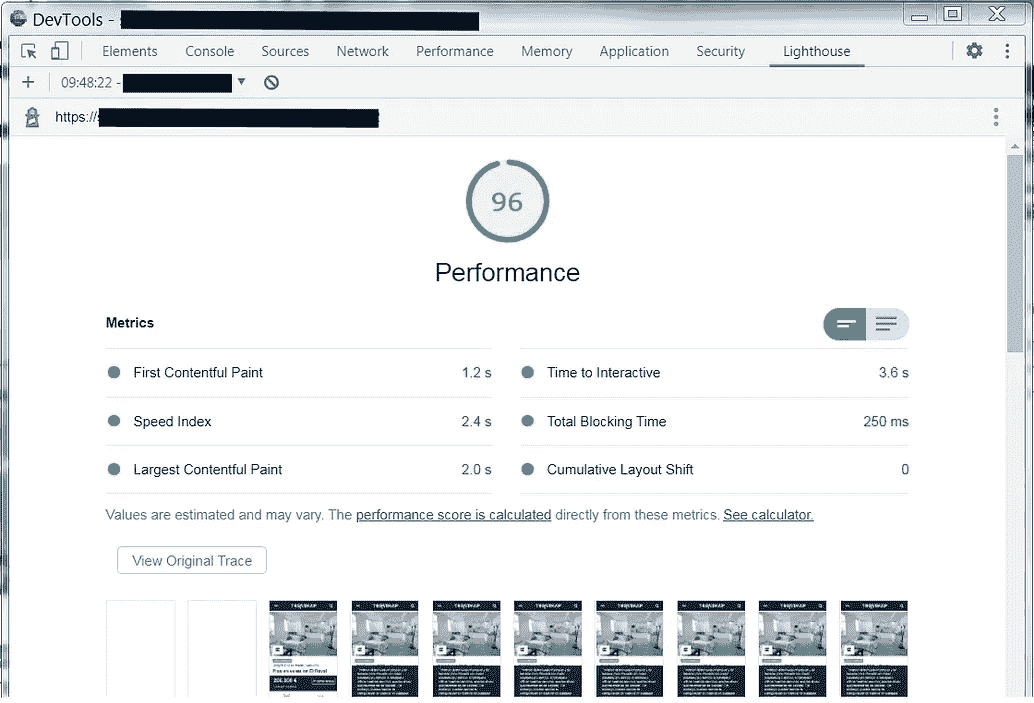 DevTools -
Elements Console Sources Network Performance Memory Application Security Lighthouse
09:48:22 -
https://
96
Performance
Metrics
First Contentful Paint 1.2 s Time to Interactive 3.6 s
Speed Index 2.4 s Total Blocking Time 250 ms
Largest Contentful Paint 2.0 s Cumulative Layout Shift 0
Values are estimated and may vary. The performance score is calculated directly from these metrics. See calculator.
View Original Trace